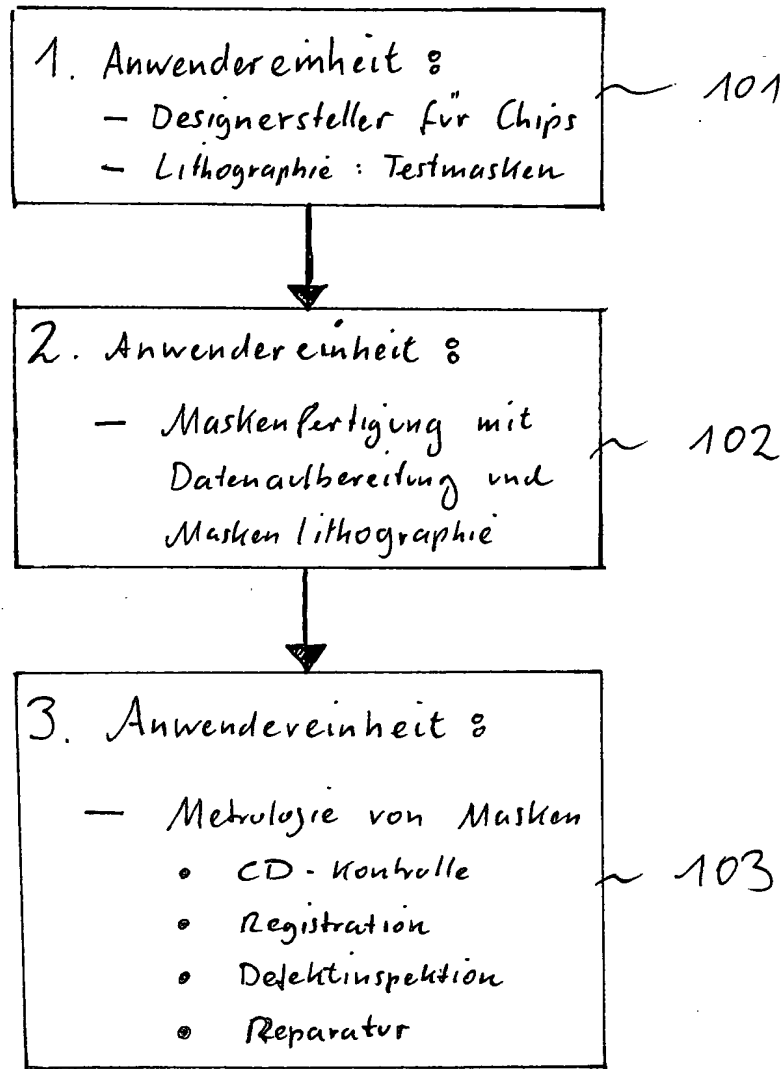 1. Anwendereinheit :
– Designersteller für Chips
– Lithographie : Testmasken
101
2. Anwendereinheit :
– Maskenfertigung mit
Datenaufbereitung und
Masken lithographie
102
3. Anwendereinheit :
– Metrologie von Masken
• CD - Kontrolle
• Registration
• Defektinspektion
• Reparatur
103